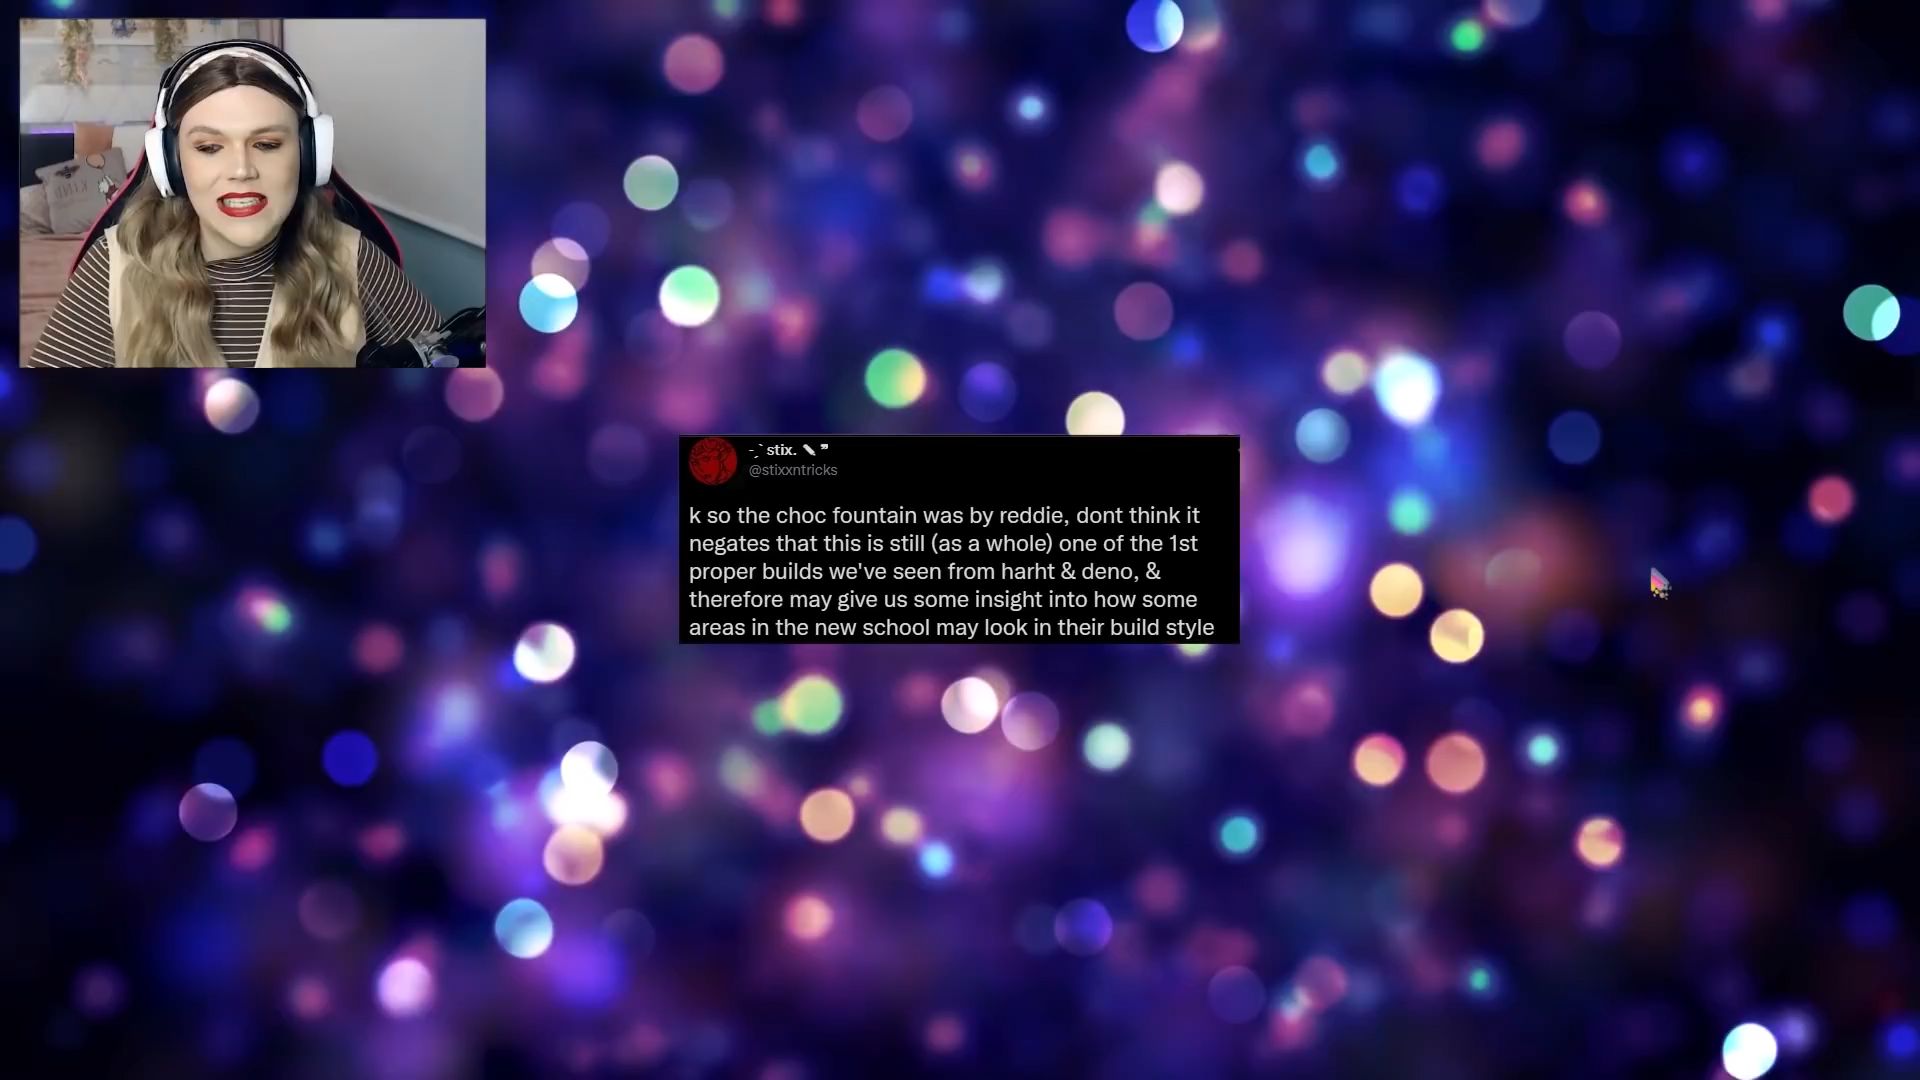 -ˏˋ stix. ✎ ”
@stixxntricks
k so the choc fountain was by reddie, dont think it
negates that this is still (as a whole) one of the 1st
proper builds we've seen from harht & deno, &
therefore may give us some insight into how some
areas in the new school may look in their build style
KIND